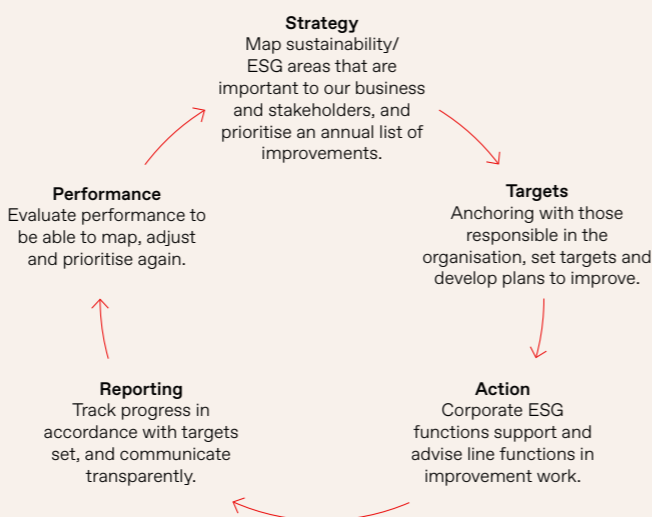 Strategy
Map sustainability/
ESG areas that are
important to our business
and stakeholders, and
prioritise an annual list of
improvements.
Targets
Anchoring with those
responsible in the
organisation, set targets and
develop plans to improve.
Action
Corporate ESG
functions support and
advise line functions in
improvement work.
Reporting
Track progress in
accordance with targets
set, and communicate
transparently.
Performance
Evaluate performance to
be able to map, adjust
and prioritise again.